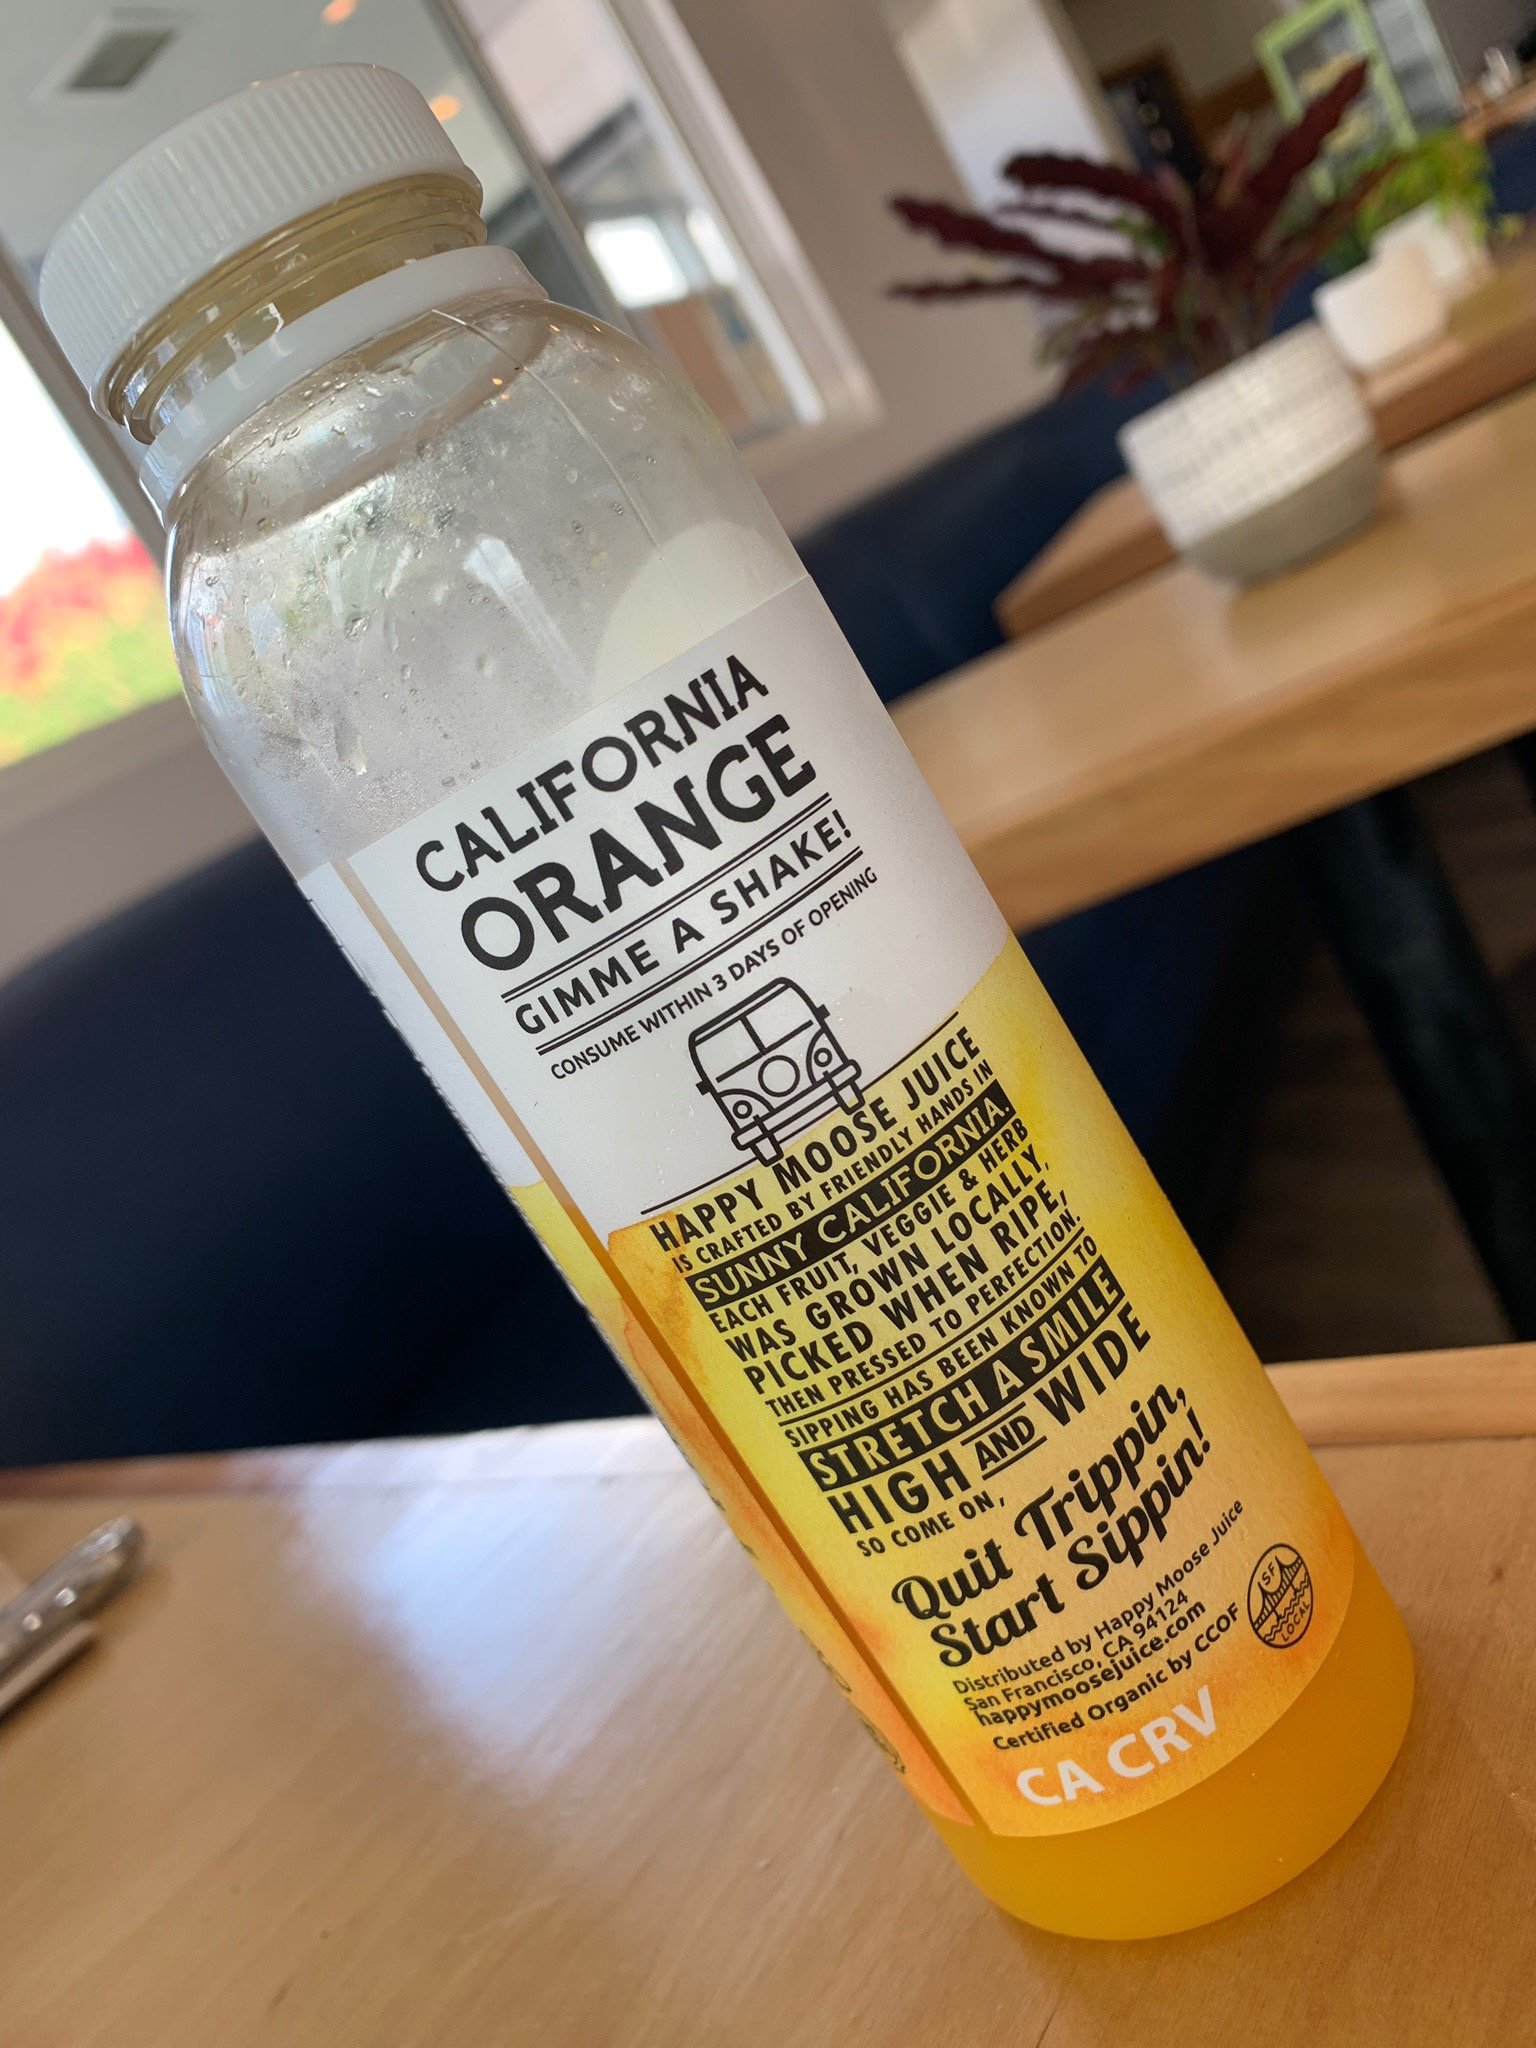 CALIFORNIA
ORANGE
GIMME A SHAKE!
CONSUME WITHIN 3 DAYS OF OPENING
HAPPY MOOSE JUICE
IS CRAFTED BY FRIENDLY HANDS IN
SUNNY CALIFORNIA.
EACH FRUIT, VEGGIE & HERB
WAS GROWN LOCALLY,
PICKED WHEN RIPE,
THEN PRESSED TO PERFECTION.
SIPPING HAS BEEN KNOWN TO
STRETCH A SMILE
HIGH AND WIDE
SO COME ON,
Quit Trippin,
Start Sippin!
Distributed by Happy Moose Juice
San Francisco, CA 94124
happymoosejuice.com
Certified Organic by CCOF
SF
LOCAL
CA CRV